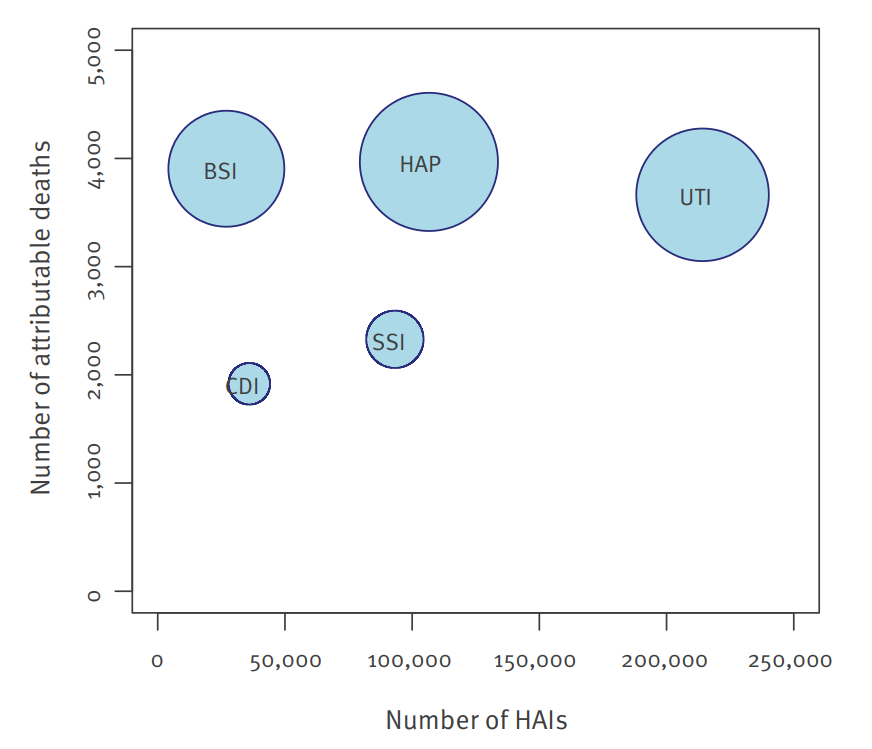 Number of attributable deaths
5,000
4,000
3,000
2,000
1,000
0
BSI
HAP
UTI
SSI
CDI
0 50,000 100,000 150,000 200,000 250,000
Number of HAIs